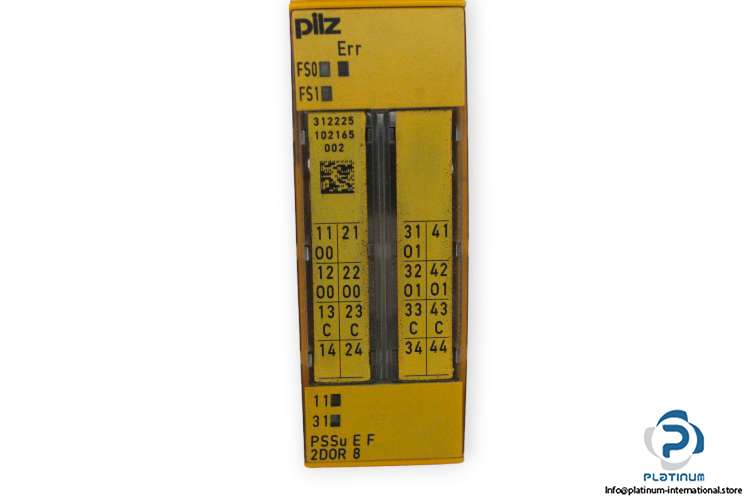 pilz
Err
FS0
FS1
312225
102165
002
11 21
00
12 22
00 00
13 23
C C
14 24
31 41
01
32 42
01 01
33 43
C C
34 44
11
31
PSSu E F
2DOR 8
PLATINUM
Info@platinum-international.store